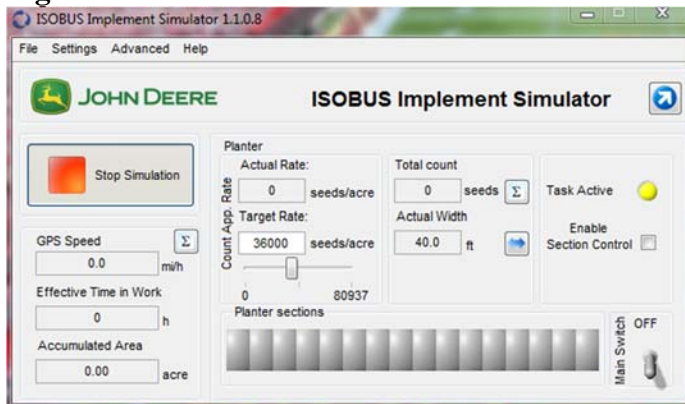 ISOBUS Implement Simulator 1.1.0.8
File Settings Advanced Help
JOHN DEERE
ISOBUS Implement Simulator
Stop Simulation
GPS Speed Σ
0.0 mi/h
Effective Time in Work
0 h
Accumulated Area
0.00 acre
Planter
Count App. Rate
Actual Rate:
0 seeds/acre
Target Rate:
36000 seeds/acre
0 80937
Total count
0 seeds Σ
Actual Width
40.0 ft
Task Active
Enable
Section Control
Planter sections
Main Switch
OFF